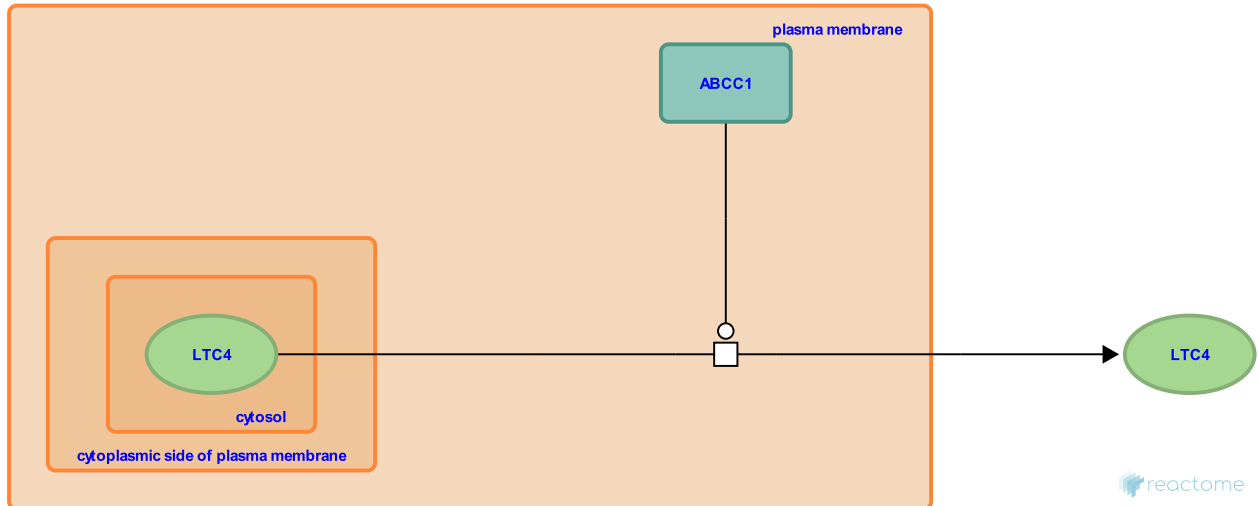 plasma membrane
ABCC1
LTC4
LTC4
cytosol
cytoplasmic side of plasma membrane
reactome